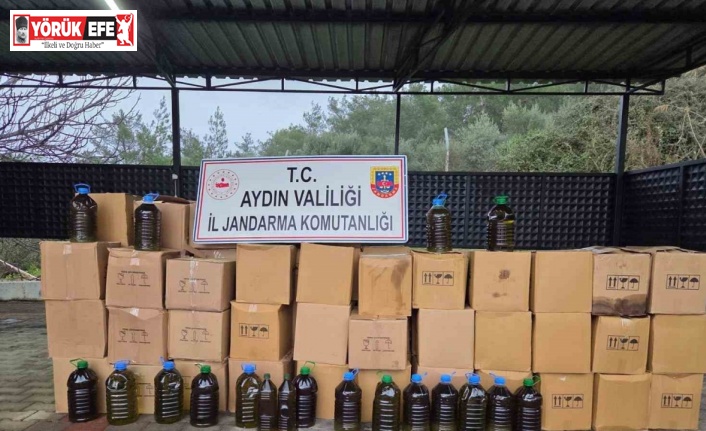 YÖRÜK EFE
"İlkeli ve Doğru Haber"
T.C.
AYDIN VALİLİĞİ
İL JANDARMA KOMUTANLIĞI